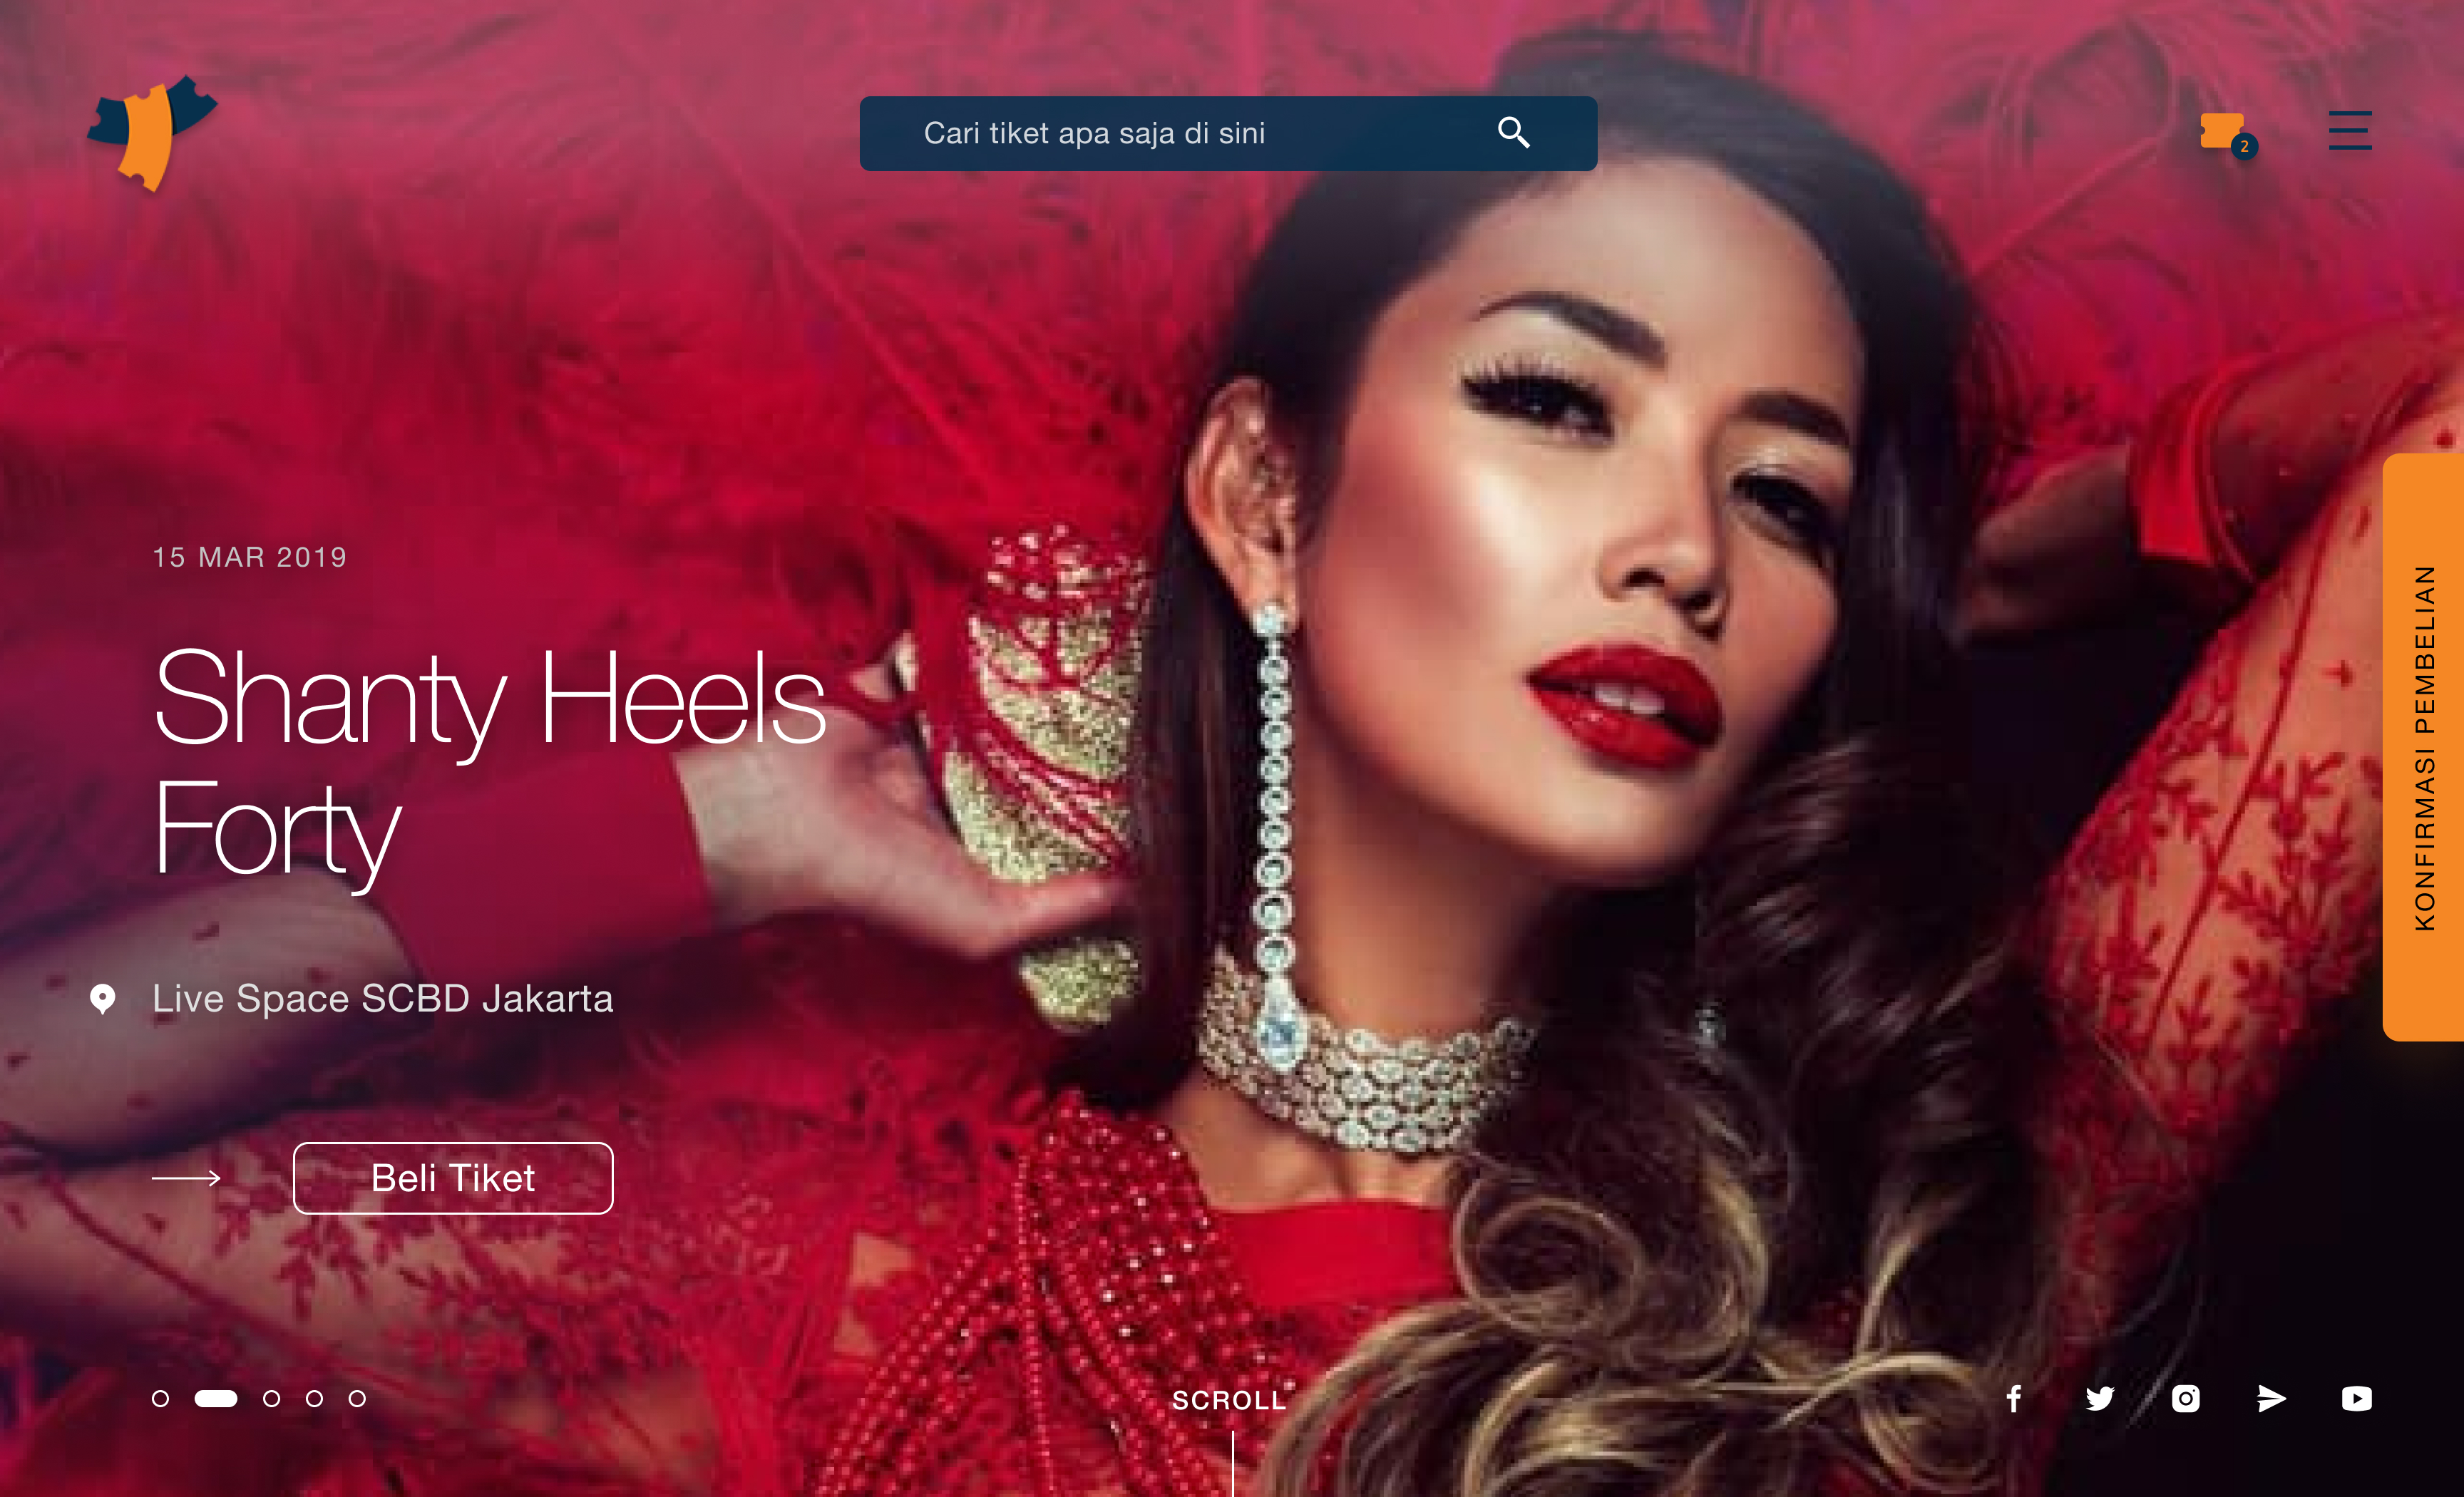 Cari tiket apa saja di sini
2
15 MAR 2019
Shanty Heels
Forty
Live Space SCBD Jakarta
Beli Tiket
KONFIRMASI PEMBELIAN
SCROLL